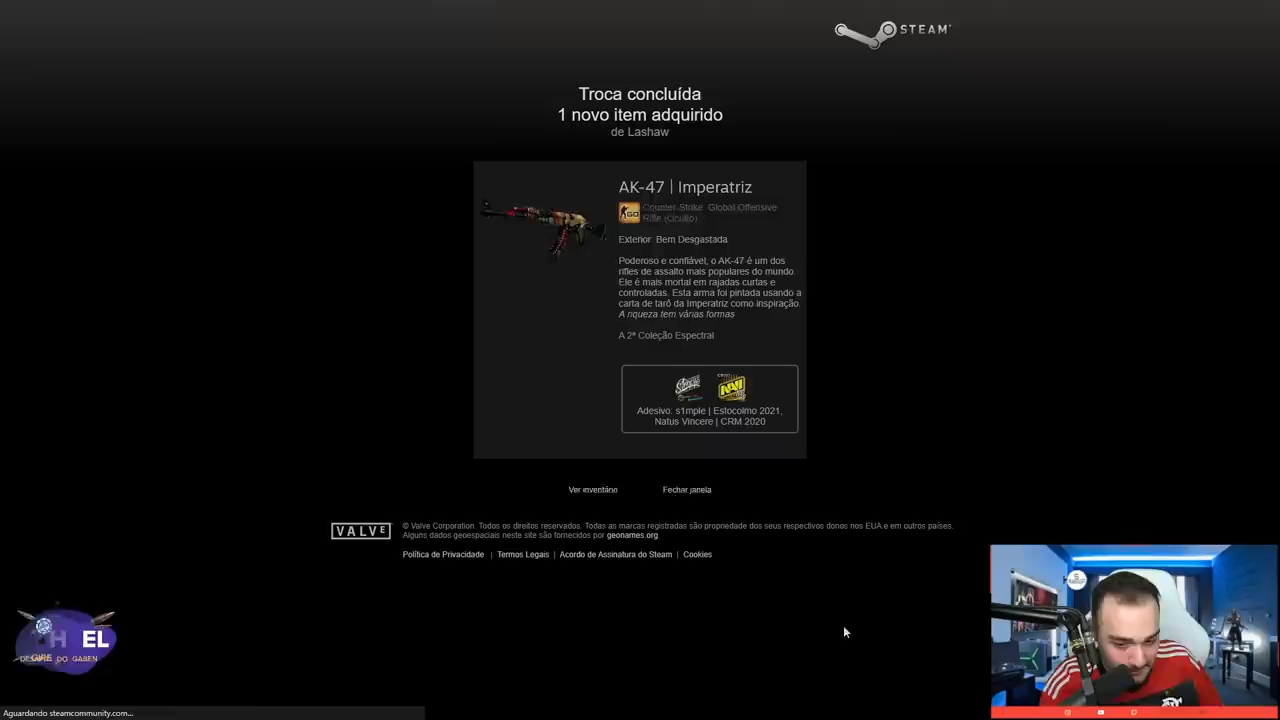 STEAM
Troca concluída
1 novo item adquirido
de Lashaw
AK-47 | Imperatriz
GO
Counter-Strike: Global Offensive
Rifle (Oculto)
Exterior: Bem Desgastada
Poderoso e confiável, o AK-47 é um dos
rifles de assalto mais populares do mundo.
Ele é mais mortal em rajadas curtas e
controladas. Esta arma foi pintada usando a
carta de tarô da Imperatriz como inspiração.
A riqueza tem várias formas
A 2ª Coleção Espectral
NAVI
Adesivo: s1mple | Estocolmo 2021,
Natus Vincere | CRM 2020
Ver inventário Fechar janela
VALVE
© Valve Corporation. Todos os direitos reservados. Todas as marcas registradas são propriedade dos seus respectivos donos nos EUA e em outros países.
Alguns dados geoespaciais neste site são fornecidos por geonames.org.
Política de Privacidade | Termos Legais | Acordo de Assinatura do Steam | Cookies
EL
DO GABEN
Aguardando steamcommunity.com...